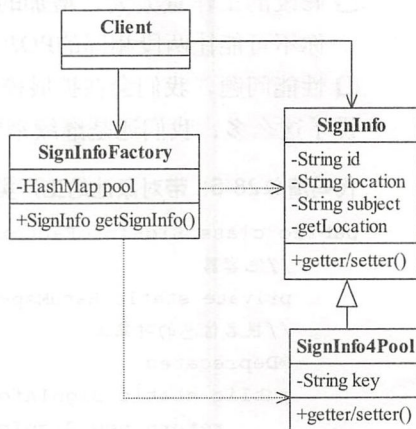 Client
SignInfoFactory
-HashMap pool
+SignInfo getSignInfo()
SignInfo
-String id
-String location
-String subject
-getLocation
+getter/setter()
SignInfo4Pool
-String key
+getter/setter()